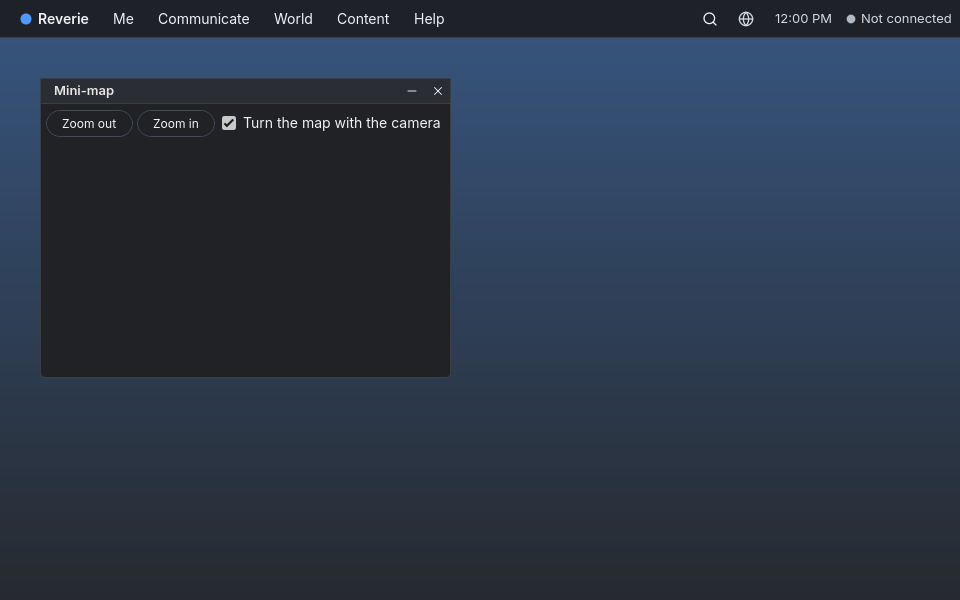 Reverie Me Communicate World Content Help 12:00 PM Not connected
Mini-map
Zoom out Zoom in Turn the map with the camera